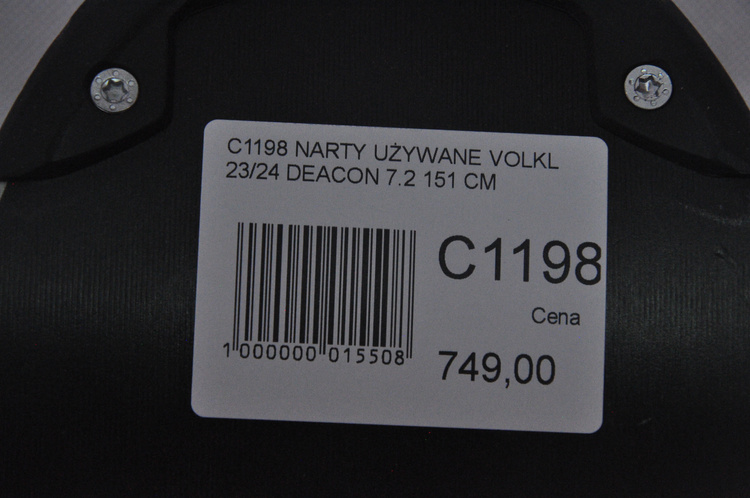 C1198 NARTY UŻYWANE VOLKL
23/24 DEACON 7.2 151 CM
C1198
Cena
1 000000 015508
749,00